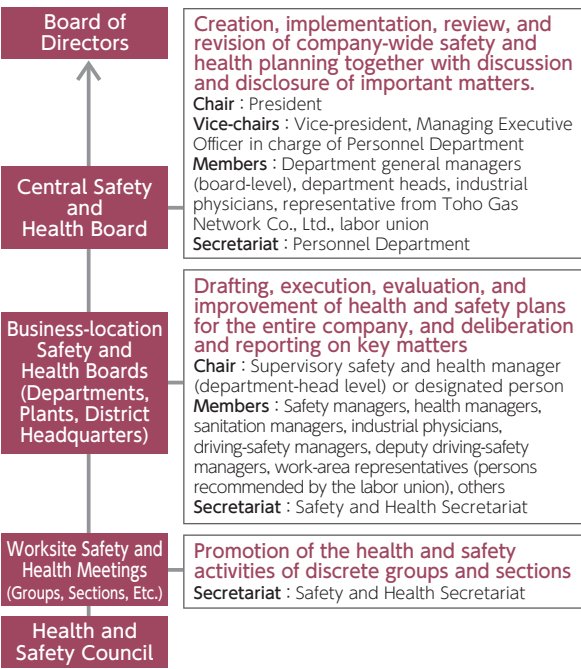 Board of
Directors
Creation, implementation, review, and
revision of company-wide safety and
health planning together with discussion
and disclosure of important matters.
Chair : President
Vice-chairs : Vice-president, Managing Executive
Officer in charge of Personnel Department
Members : Department general managers
(board-level), department heads, industrial
physicians, representative from Toho Gas
Network Co., Ltd., labor union
Secretariat : Personnel Department
Central Safety
and
Health Board
Drafting, execution, evaluation, and
improvement of health and safety plans
for the entire company, and deliberation
and reporting on key matters
Chair : Supervisory safety and health manager
(department-head level) or designated person
Members : Safety managers, health managers,
sanitation managers, industrial physicians,
driving-safety managers, deputy driving-safety
managers, work-area representatives (persons
recommended by the labor union), others
Secretariat : Safety and Health Secretariat
Business-location
Safety and
Health Boards
(Departments,
Plants, District
Headquarters)
Worksite Safety and
Health Meetings
(Groups, Sections, Etc.)
Promotion of the health and safety
activities of discrete groups and sections
Secretariat : Safety and Health Secretariat
Health and
Safety Council